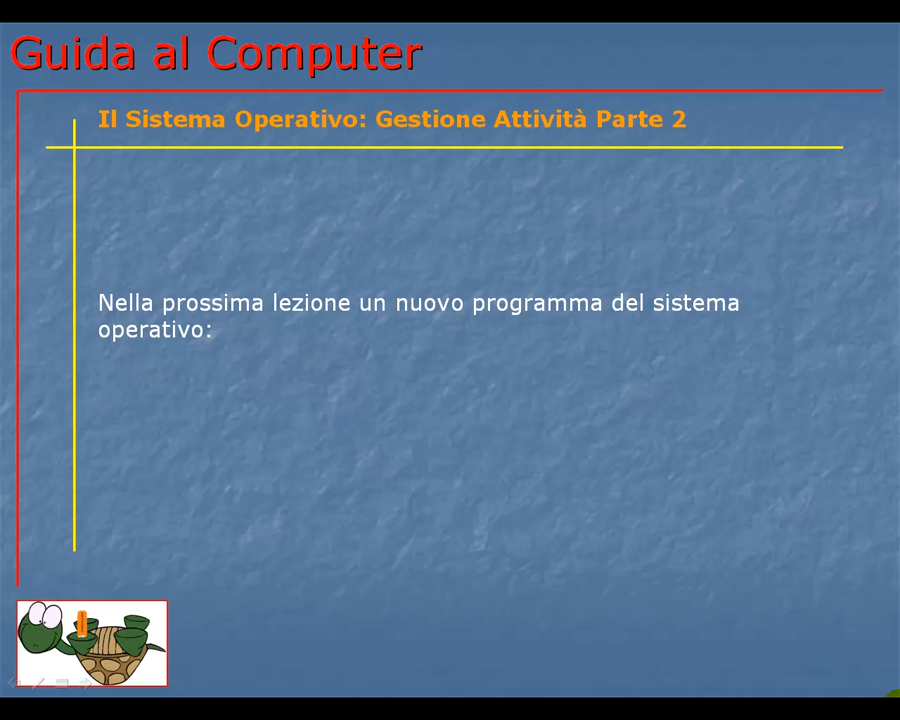 Guida al Computer
Il Sistema Operativo: Gestione Attività Parte 2
Nella prossima lezione un nuovo programma del sistema
operativo: